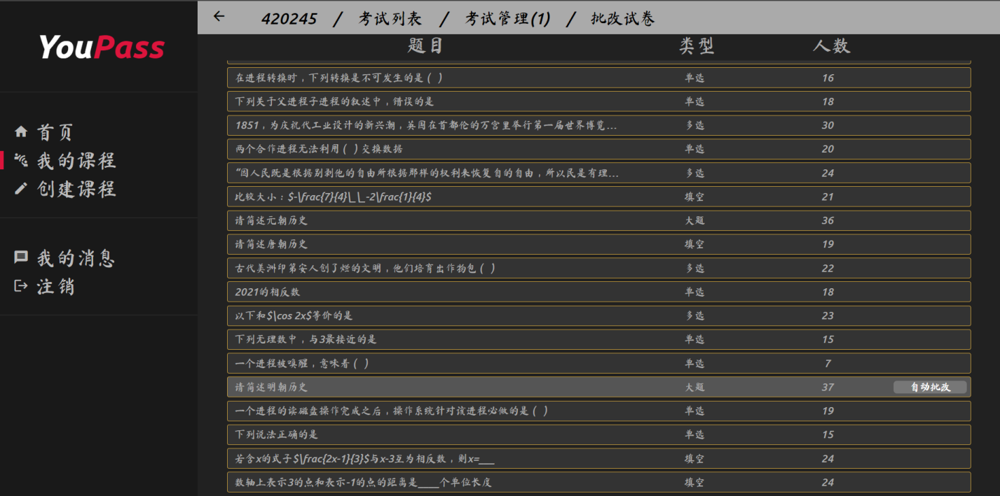 YouPass
首页
我的课程
创建课程
我的消息
注销
420245 / 考试列表 / 考试管理(1) / 批改试卷
题目 类型 人数
在进程转换时，下列转换是不可发生的是 ( ) 单选 16
下列关于父进程子进程的叙述中，错误的是 单选 18
1851，为庆祝代工业设计的新兴潮，英国在首都伦的万宫里举行第一届世界博览... 多选 30
两个合作进程无法利用 ( ) 交换数据 单选 20
“因人民既是根据别剥他的自由所根据那样的权利来恢复自的自由，所以民是有理... 多选 24
比较大小：$-\frac{7}{4}\_\_-2\frac{1}{4}$ 填空 21
请简述元朝历史 大题 36
请简述唐朝历史 填空 19
古代美洲印第安人创了烂的文明，他们培育出作物包 ( ) 多选 22
2021的相反数 单选 18
以下和$\cos 2x$等价的是 多选 23
下列无理数中，与3最接近的是 单选 15
一个进程被唤醒，意味着 ( ) 单选 7
请简述明朝历史 大题 37 自动批改
一个进程的读磁盘操作完成之后，操作系统针对该进程必做的是 ( ) 单选 19
下列说法正确的是 单选 15
若含x的式子$\frac{2x-1}{3}$与x-3互为相反数，则x=___ 填空 24
数轴上表示3的点和表示-1的点的距离是____个单位长度 填空 24